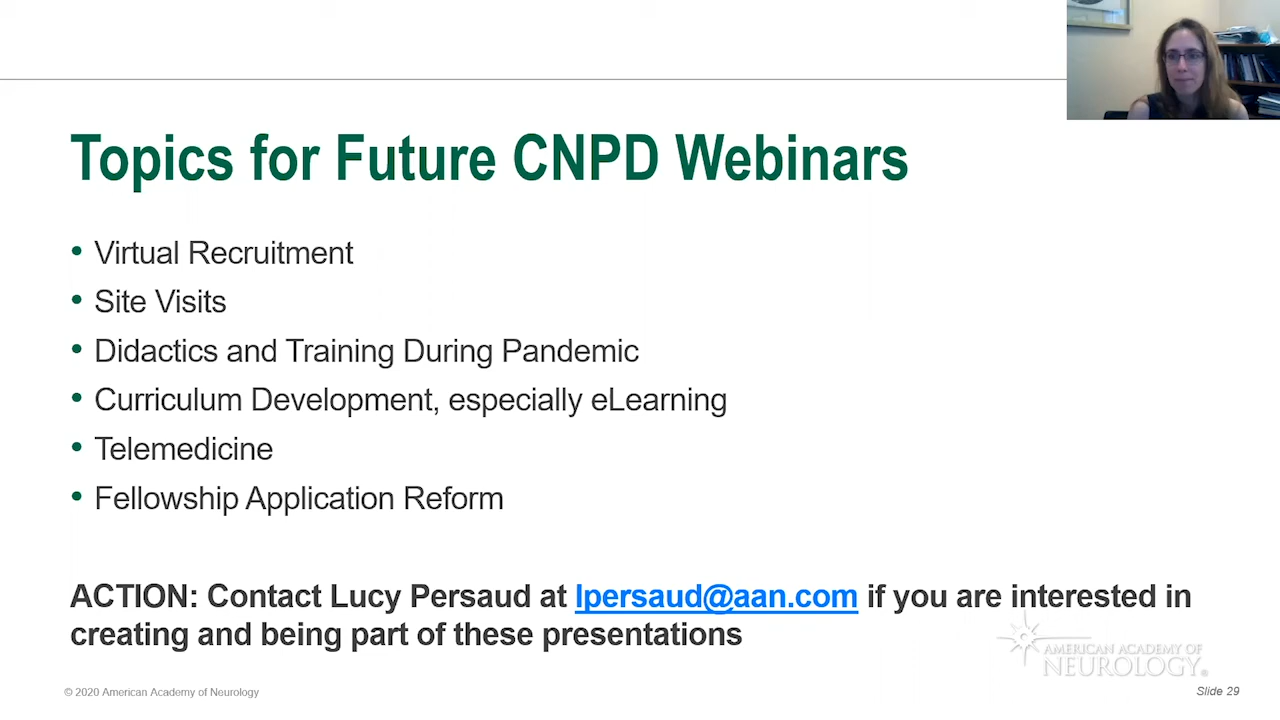 Topics for Future CNPD Webinars
• Virtual Recruitment
• Site Visits
• Didactics and Training During Pandemic
• Curriculum Development, especially eLearning
• Telemedicine
• Fellowship Application Reform
ACTION: Contact Lucy Persaud at lpersaud@aan.com if you are interested in
creating and being part of these presentations
AMERICAN ACADEMY OF
NEUROLOGY®
© 2020 American Academy of Neurology
Slide 29